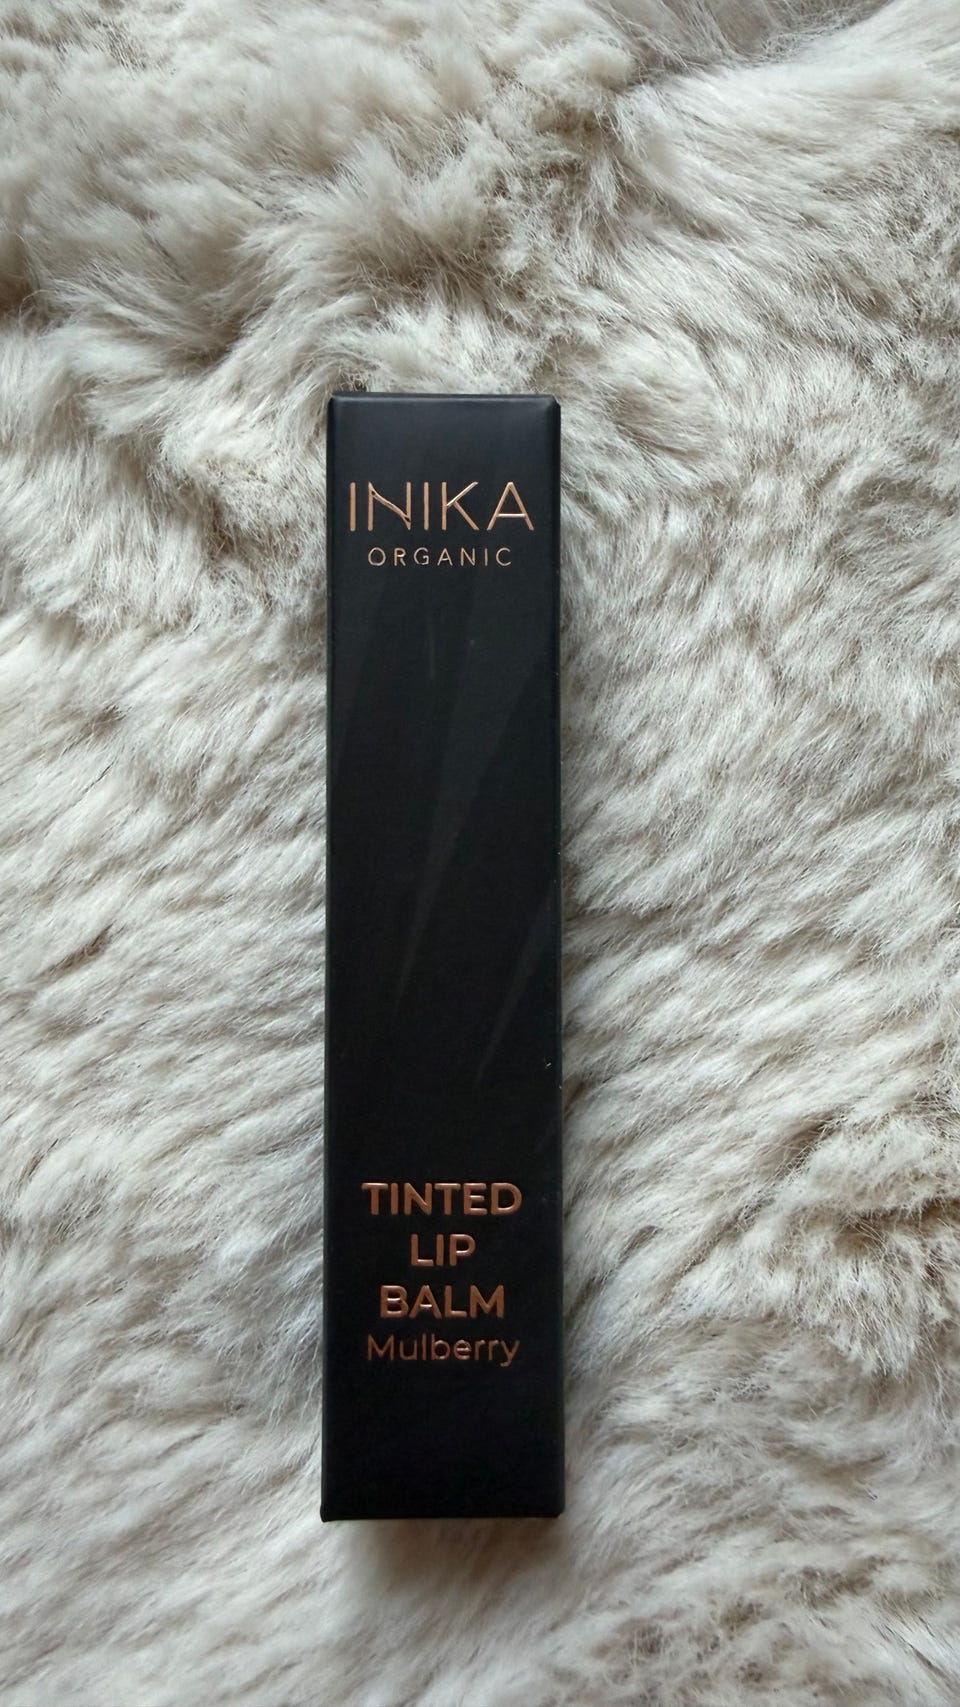 INIKA
ORGANIC
TINTED
LIP
BALM
Mulberry